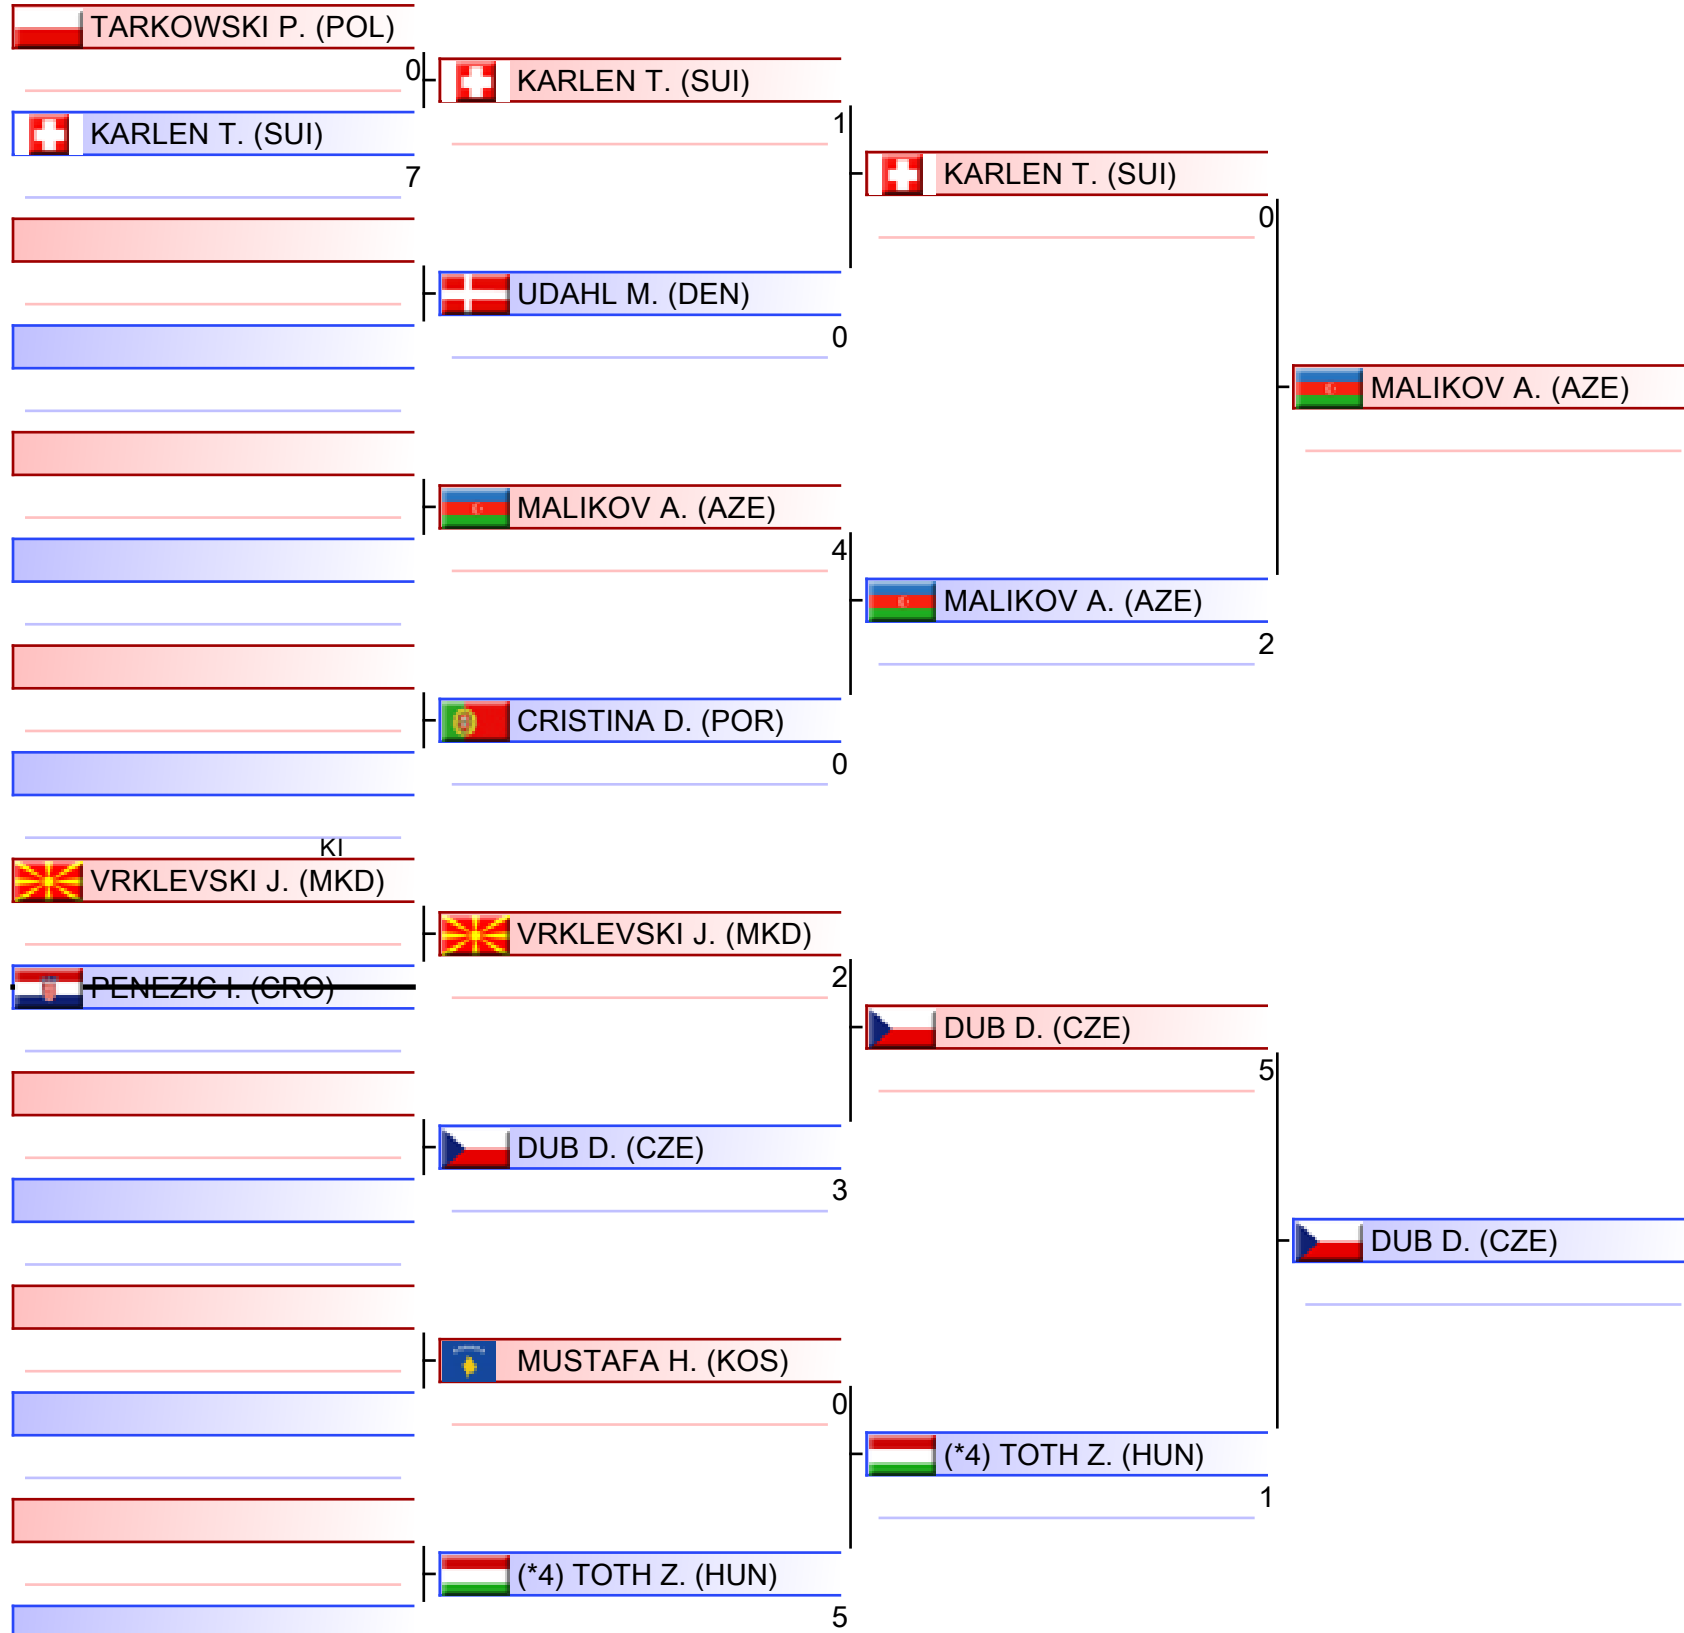 TARKOWSKI P. (POL)
0
KARLEN T. (SUI)
7
KARLEN T. (SUI)
1
UDAHL M. (DEN)
0
KARLEN T. (SUI)
0
MALIKOV A. (AZE)
4
CRISTINA D. (POR)
0
MALIKOV A. (AZE)
2
MALIKOV A. (AZE)
KI
VRKLEVSKI J. (MKD)
PENEZIC I. (CRO)
VRKLEVSKI J. (MKD)
2
DUB D. (CZE)
3
DUB D. (CZE)
5
MUSTAFA H. (KOS)
0
(*4) TOTH Z. (HUN)
5
(*4) TOTH Z. (HUN)
1
DUB D. (CZE)